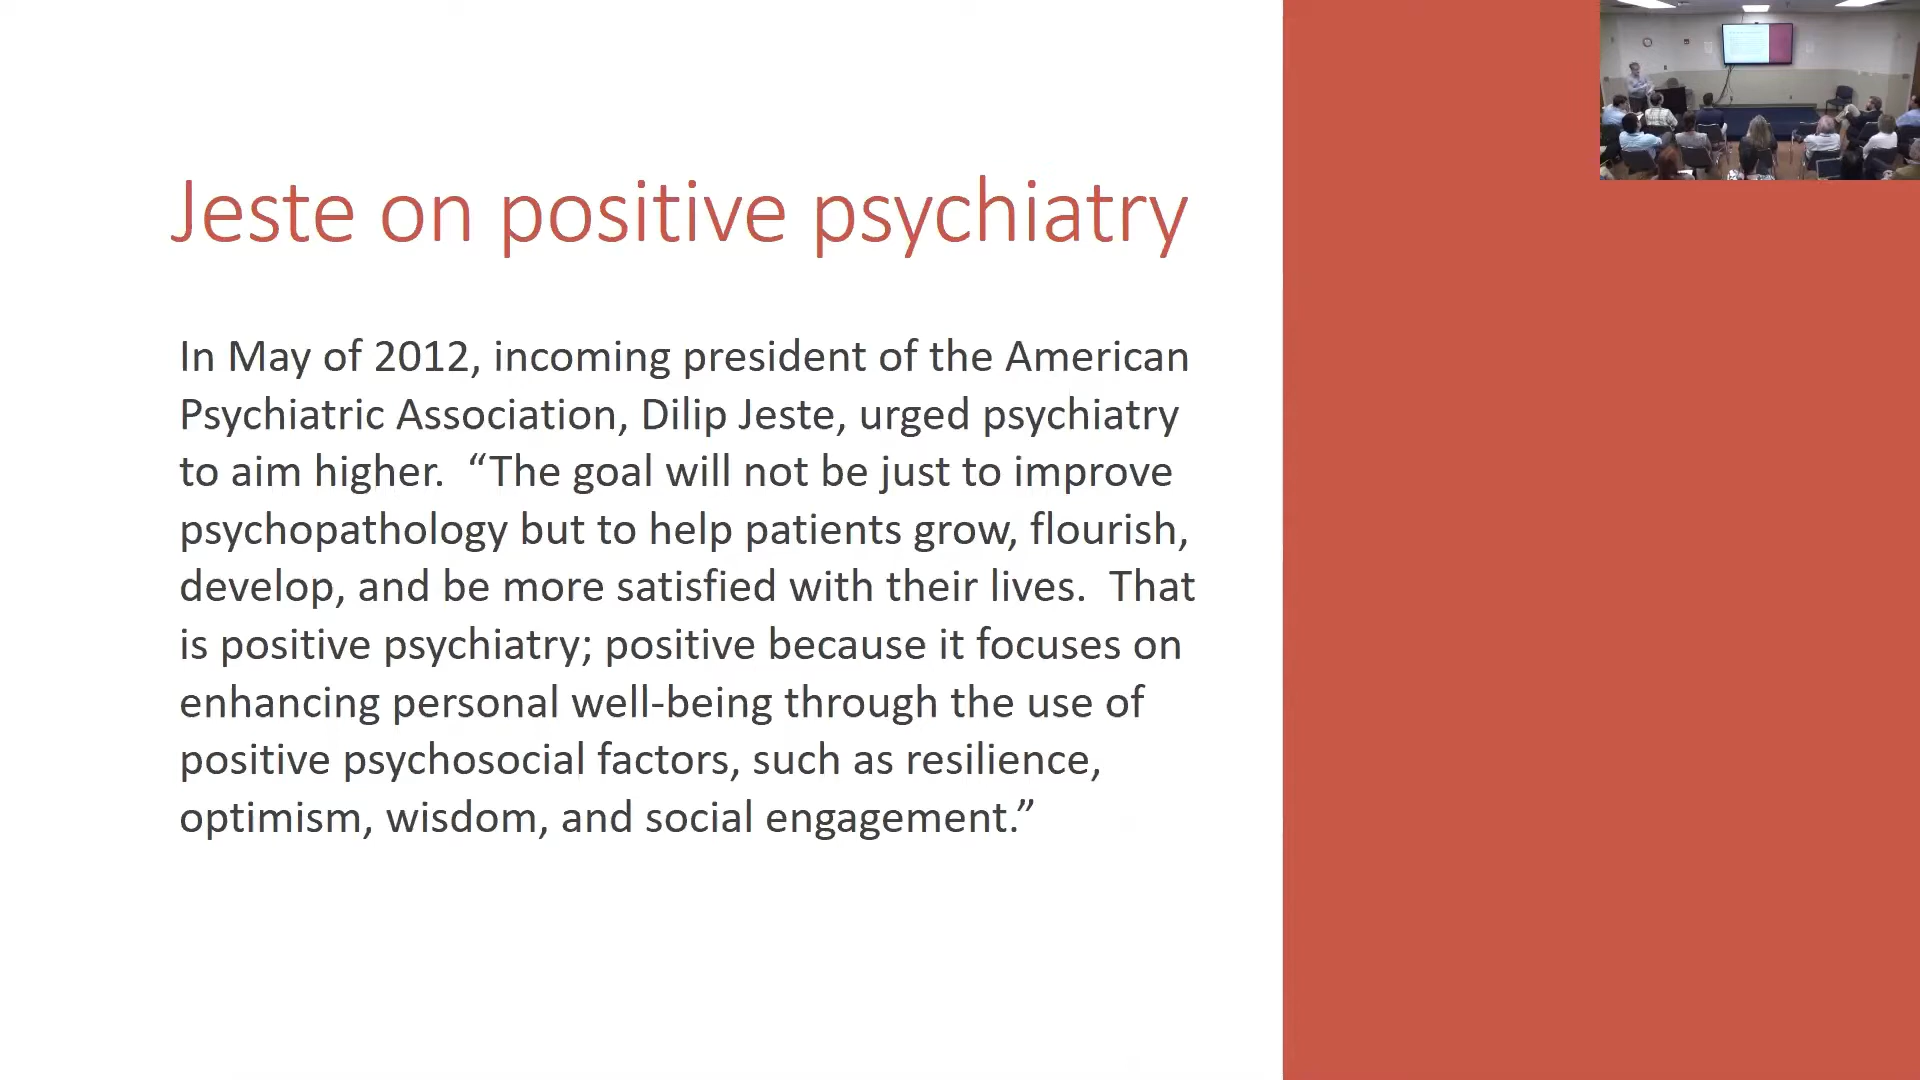 Jeste on positive psychiatry
In May of 2012, incoming president of the American
Psychiatric Association, Dilip Jeste, urged psychiatry
to aim higher.  “The goal will not be just to improve
psychopathology but to help patients grow, flourish,
develop, and be more satisfied with their lives.  That
is positive psychiatry; positive because it focuses on
enhancing personal well-being through the use of
positive psychosocial factors, such as resilience,
optimism, wisdom, and social engagement.”